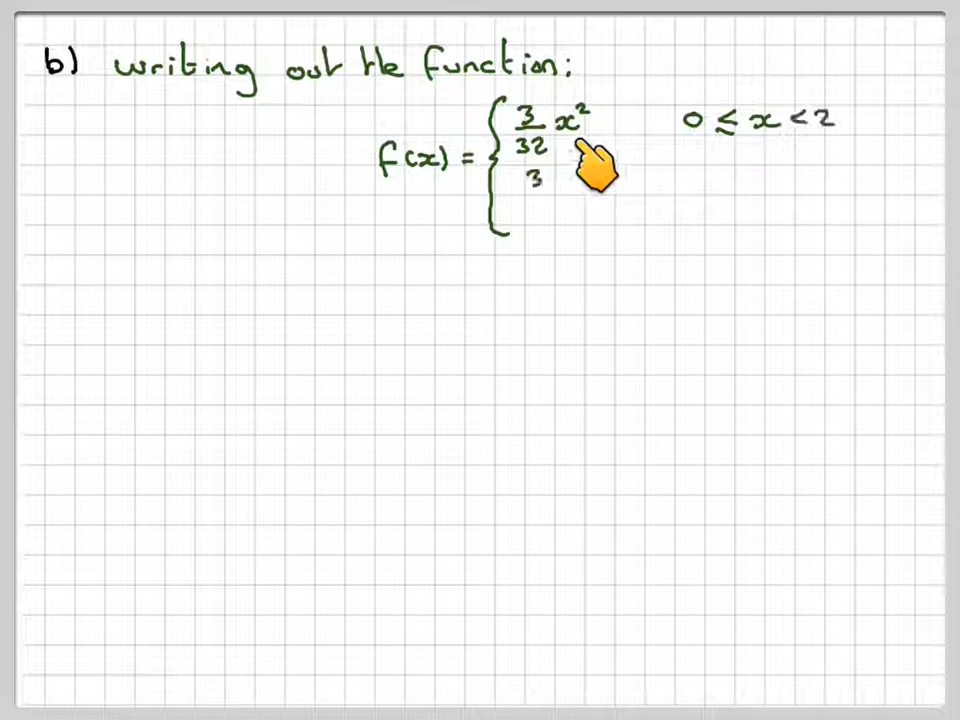 b) writing out the function:
f(x) = { 3/32 x² 0 ≤ x < 2
3